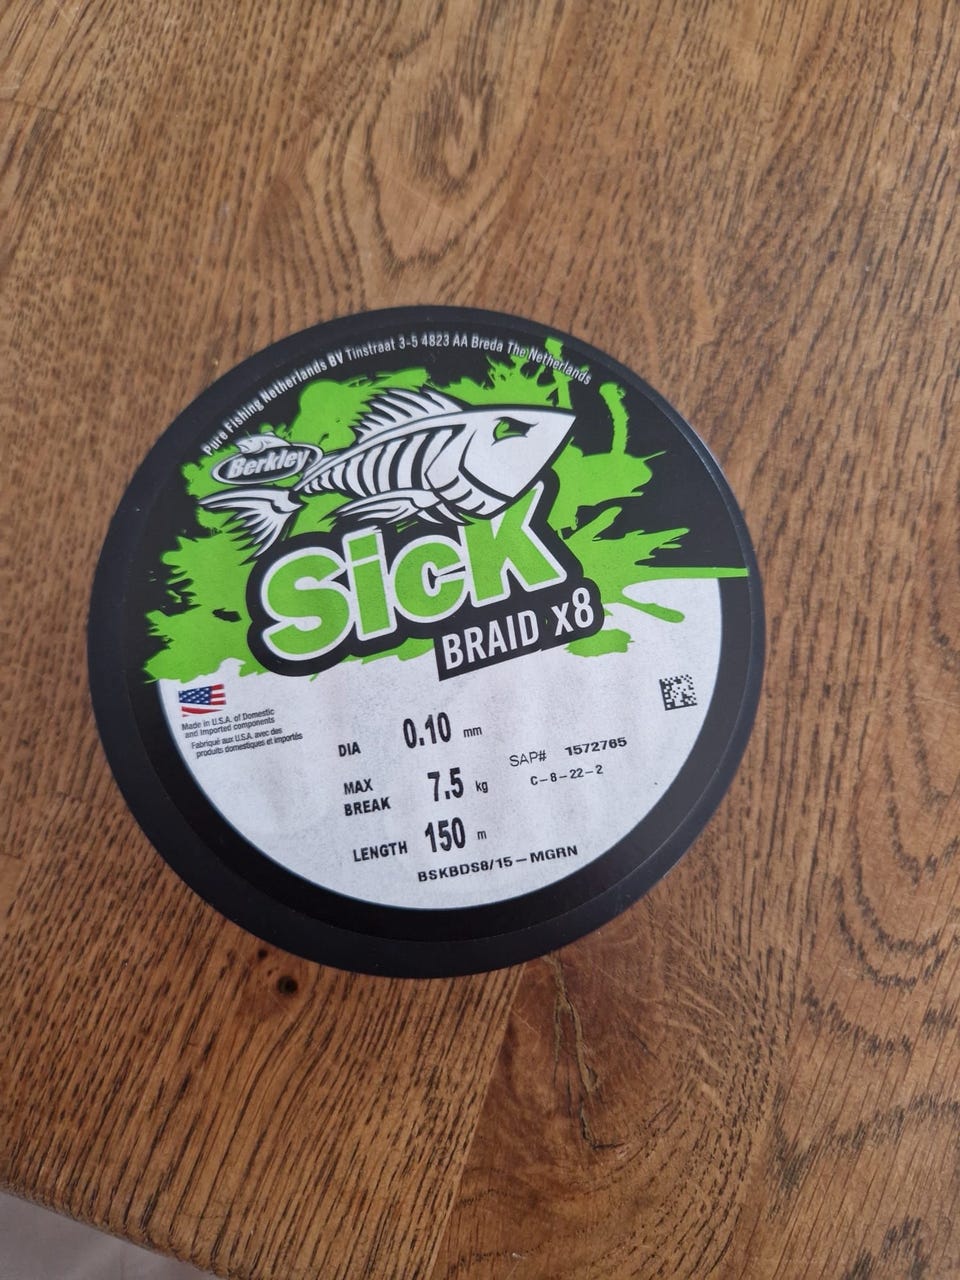 Pure Fishing Netherlands BV Tinstraat 3-5 4823 AA Breda The Netherlands
Berkley
Sick
BRAID x8
Made in U.S.A. of Domestic
and Imported components
Fabriqué aux U.S.A. avec des
produits domestiques et importés
DIA 0.10 mm
MAX
BREAK 7.5 kg
LENGTH 150 m
SAP# 1572765
C-8-22-2
BSKBDS8/15-MGRN